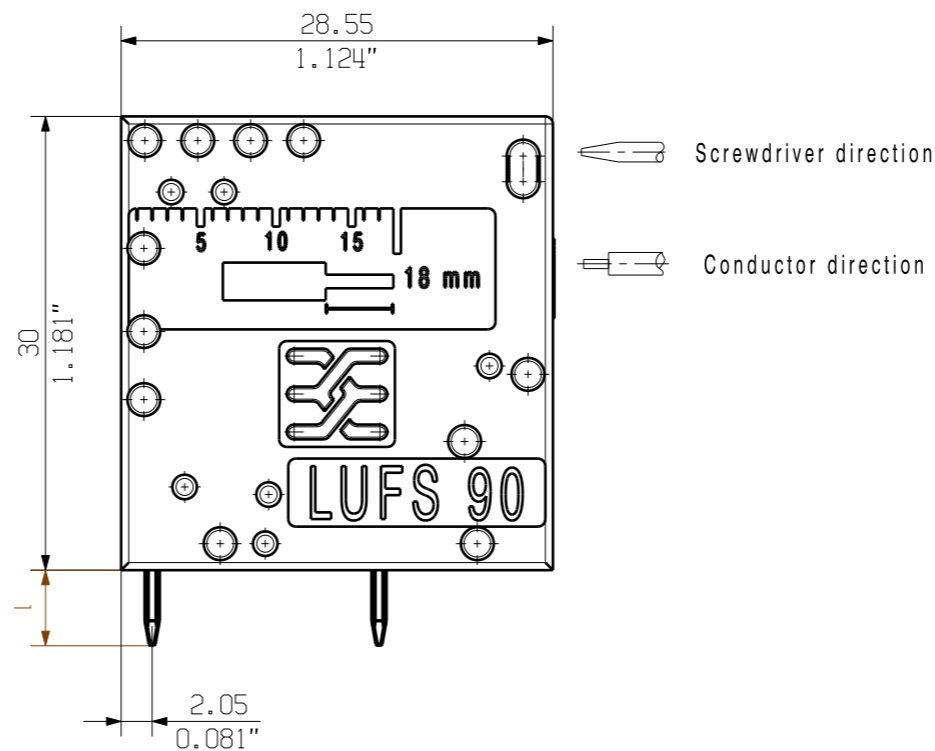 28.55
1.124"
Screwdriver direction
5 10 15
Conductor direction
18 mm
30
1.181"
LUFS 90
l
2.05
0.081"